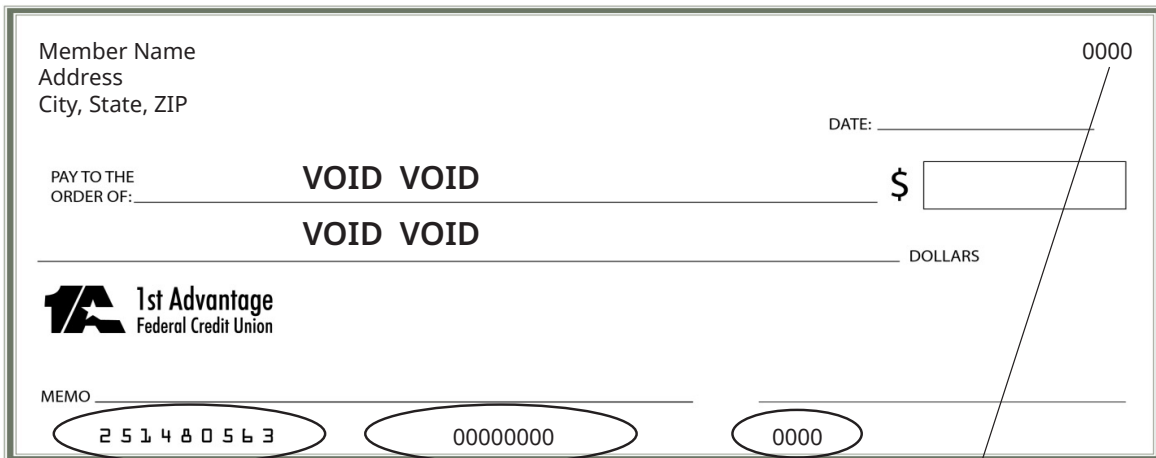 Member Name
0000
Address
City, State, ZIP
DATE:
PAY TO THE
ORDER OF:
VOID VOID
$
VOID VOID
DOLLARS
1A 1st Advantage
Federal Credit Union
MEMO
251480563
00000000
0000